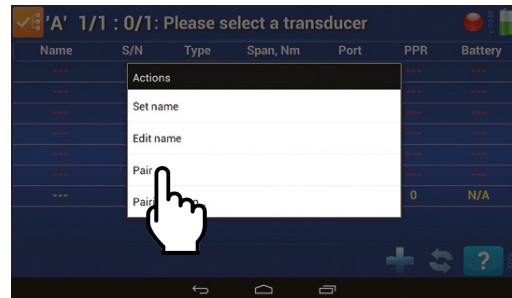 'A' 1/1 : 0/1: Please select a transducer
Name S/N Type Span, Nm Port PPR Battery
--- --- ---
--- --- ---
--- --- ---
--- --- ---
--- --- ---
--- --- ---
--- 0 N/A
Actions
Set name
Edit name
Pair
?